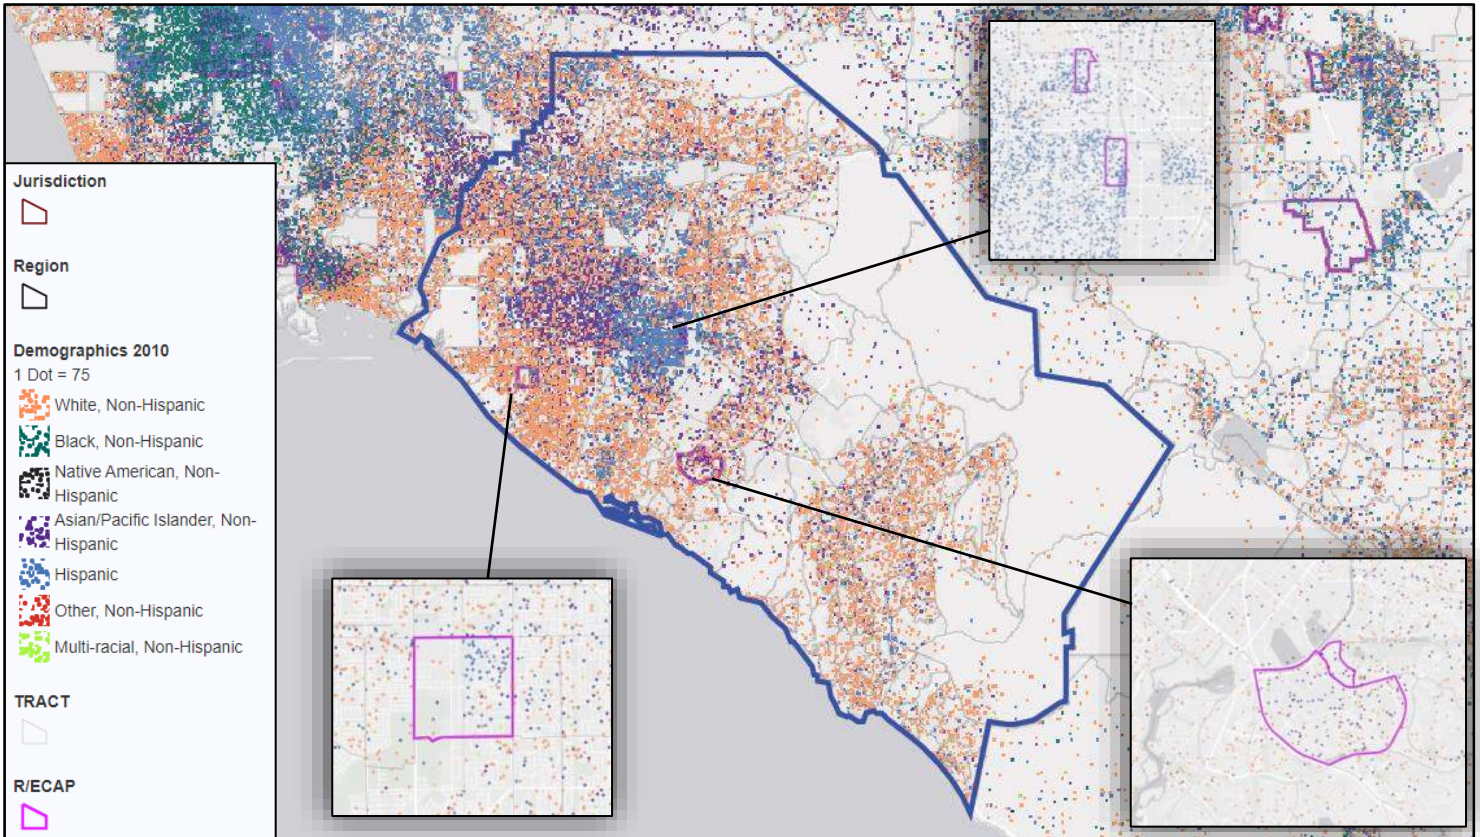 Jurisdiction
Region
Demographics 2010
1 Dot = 75
White, Non-Hispanic
Black, Non-Hispanic
Native American, Non-
Hispanic
Asian/Pacific Islander, Non-
Hispanic
Hispanic
Other, Non-Hispanic
Multi-racial, Non-Hispanic
TRACT
R/ECAP